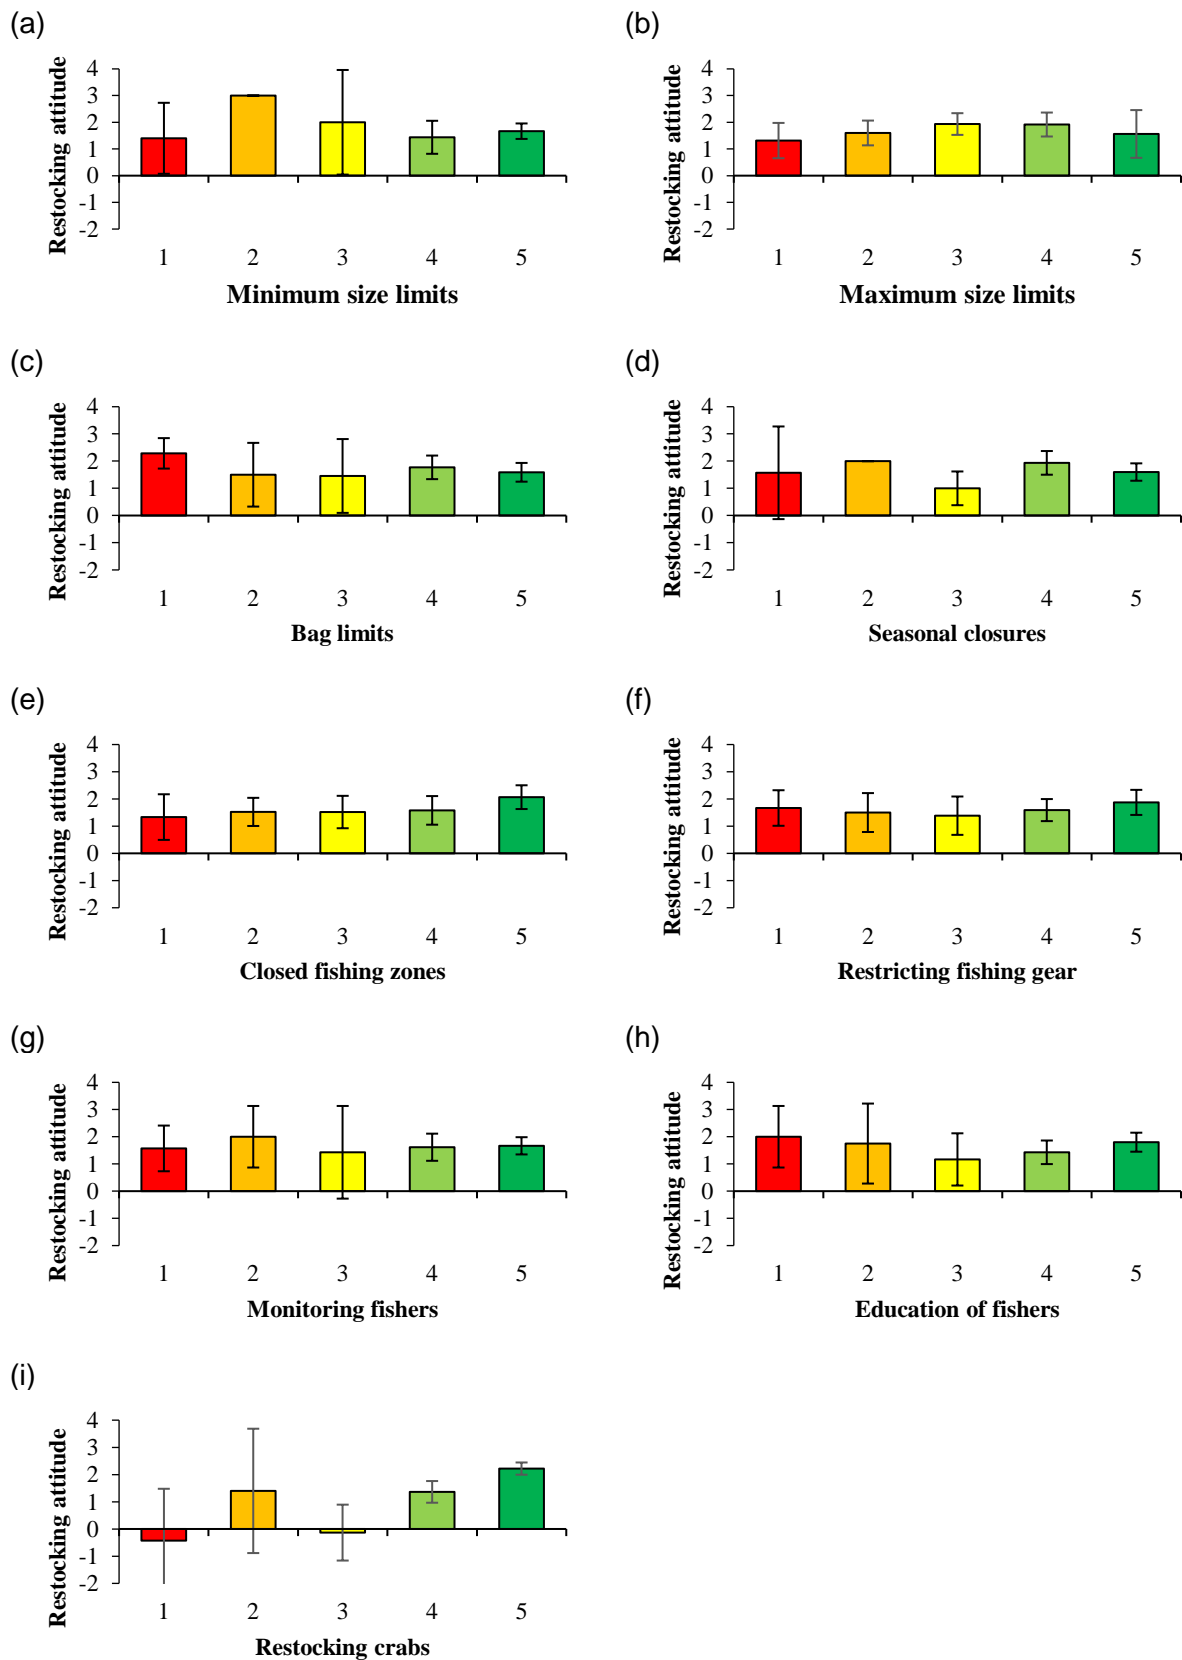 (a)
Restocking attitude
4
3
2
1
0
-1
-2
1 2 3 4 5
Minimum size limits
(b)
Restocking attitude
4
3
2
1
0
-1
-2
1 2 3 4 5
Maximum size limits
(c)
Restocking attitude
4
3
2
1
0
-1
-2
1 2 3 4 5
Bag limits
(d)
Restocking attitude
4
3
2
1
0
-1
-2
1 2 3 4 5
Seasonal closures
(e)
Restocking attitude
4
3
2
1
0
-1
-2
1 2 3 4 5
Closed fishing zones
(f)
Restocking attitude
4
3
2
1
0
-1
-2
1 2 3 4 5
Restricting fishing gear
(g)
Restocking attitude
4
3
2
1
0
-1
-2
1 2 3 4 5
Monitoring fishers
(h)
Restocking attitude
4
3
2
1
0
-1
-2
1 2 3 4 5
Education of fishers
(i)
Restocking attitude
4
3
2
1
0
-1
-2
1 2 3 4 5
Restocking crabs